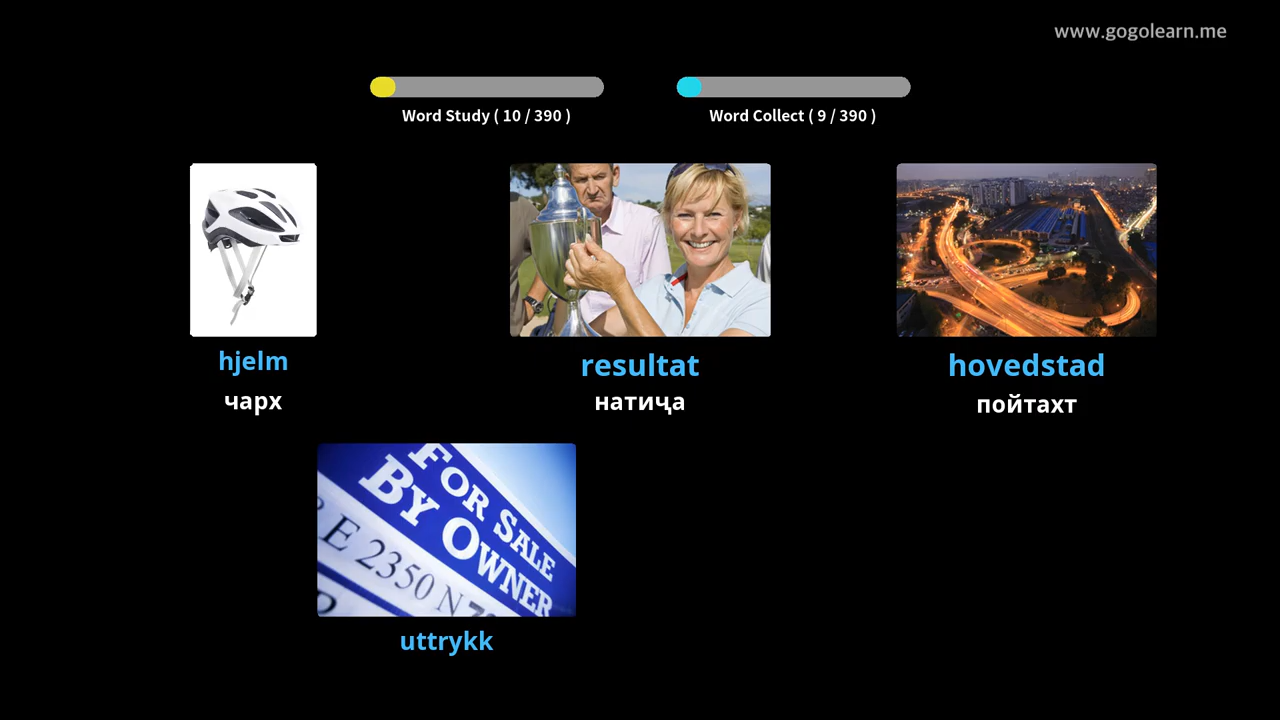 www.gogolearn.me
Word Study ( 10 / 390 )
Word Collect ( 9 / 390 )
hjelm
чарх
resultat
натиҷа
hovedstad
пойтахт
FOR SALE
BY OWNER
E 2350 N
uttrykk